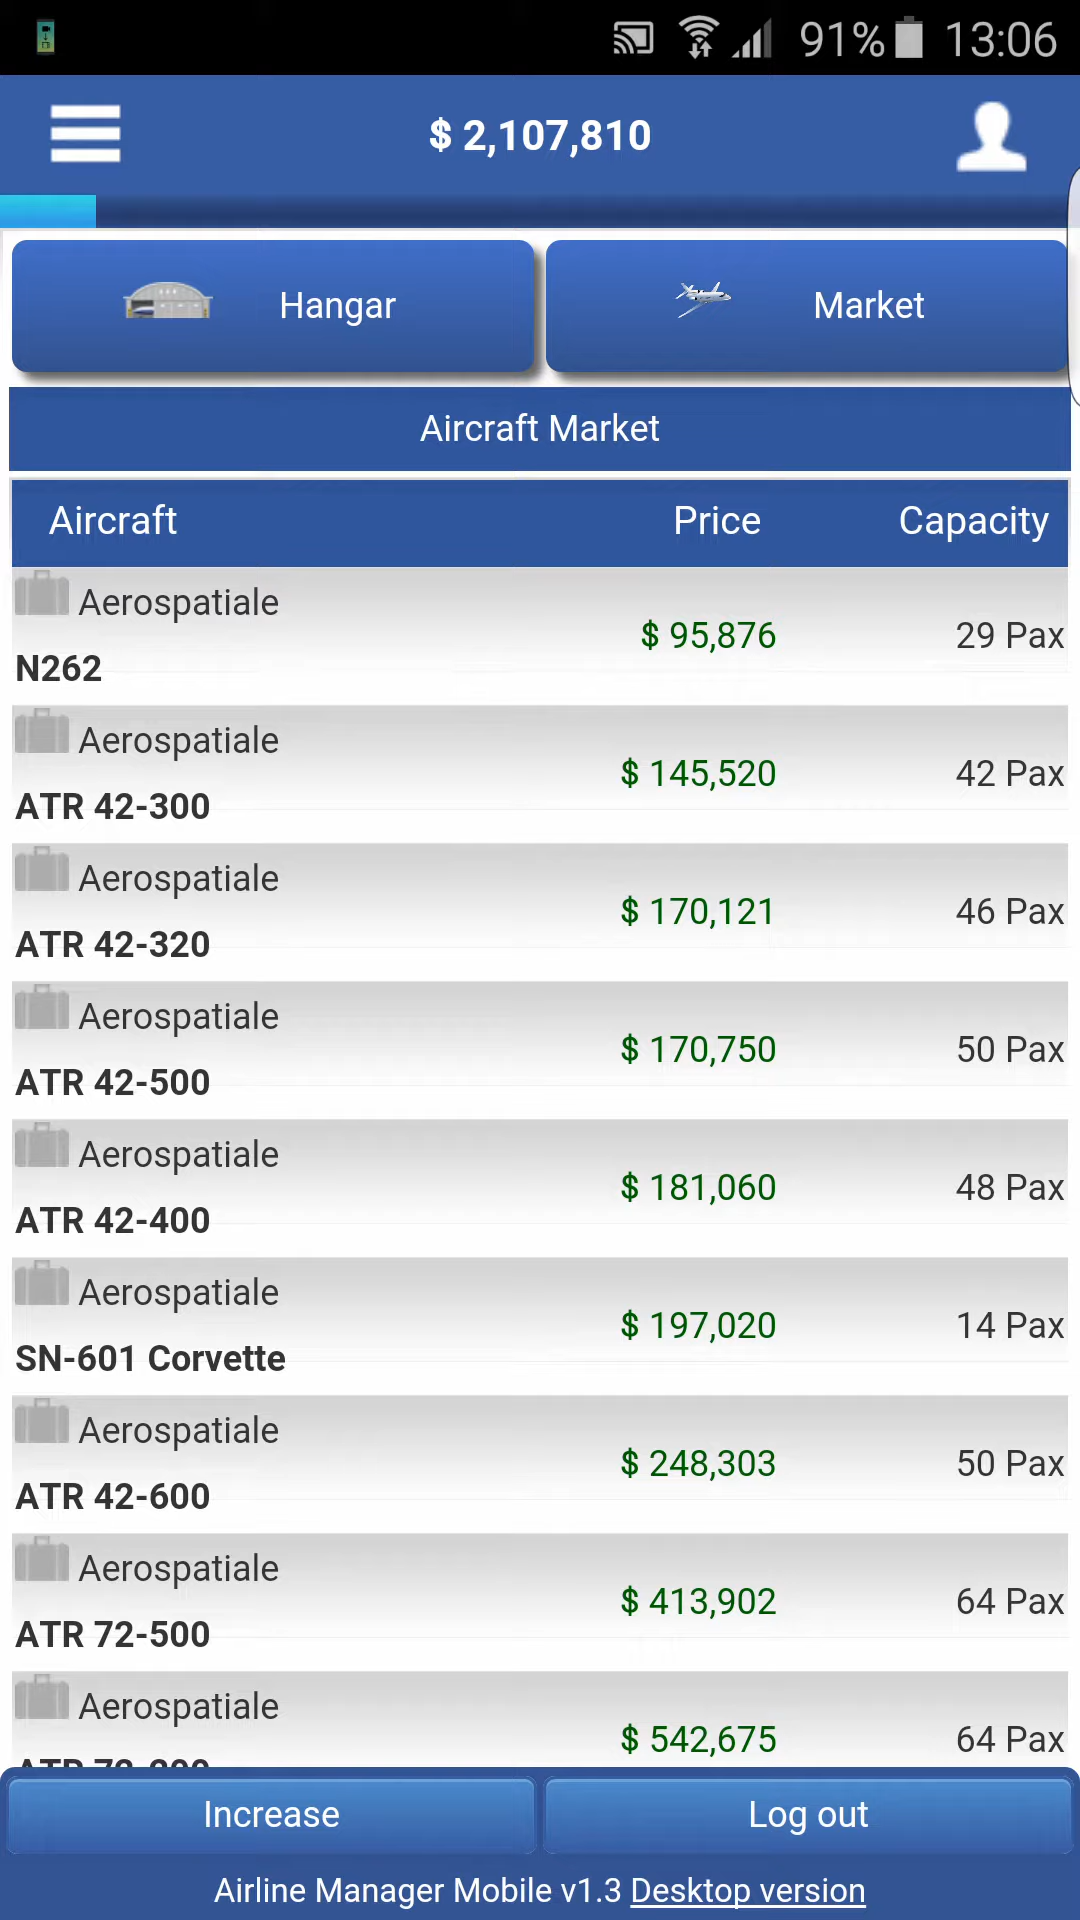 91% 13:06
$ 2,107,810
Hangar Market
Aircraft Market
Aircraft Price Capacity
Aerospatiale
N262 $ 95,876 29 Pax
Aerospatiale
ATR 42-300 $ 145,520 42 Pax
Aerospatiale
ATR 42-320 $ 170,121 46 Pax
Aerospatiale
ATR 42-500 $ 170,750 50 Pax
Aerospatiale
ATR 42-400 $ 181,060 48 Pax
Aerospatiale
SN-601 Corvette $ 197,020 14 Pax
Aerospatiale
ATR 42-600 $ 248,303 50 Pax
Aerospatiale
ATR 72-500 $ 413,902 64 Pax
Aerospatiale
$ 542,675 64 Pax
Increase Log out
Airline Manager Mobile v1.3 Desktop version